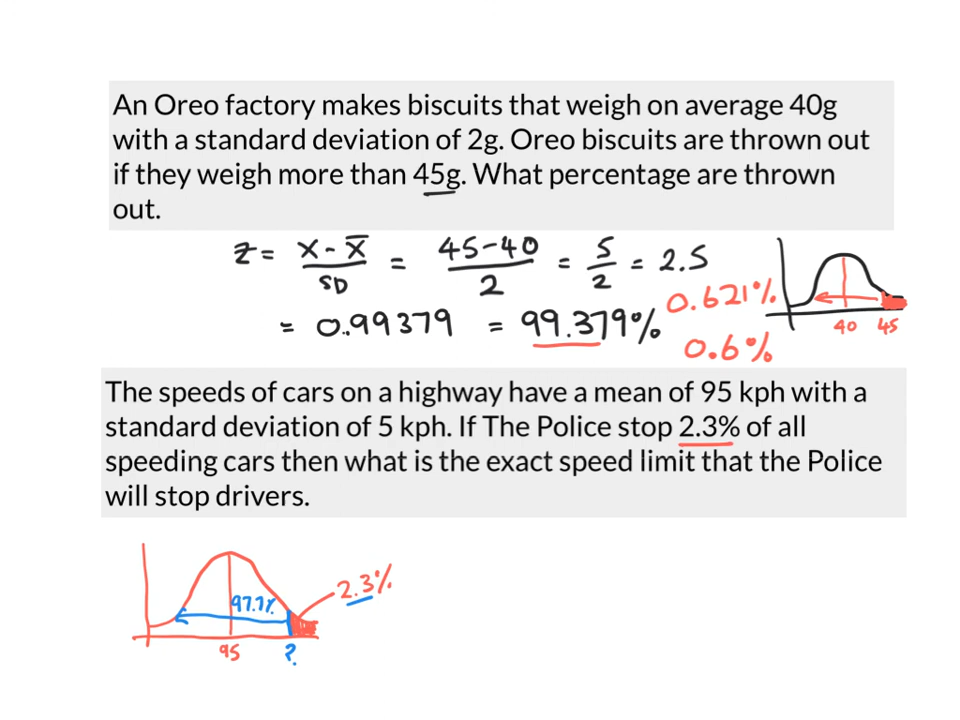 An Oreo factory makes biscuits that weigh on average 40g
with a standard deviation of 2g. Oreo biscuits are thrown out
if they weigh more than 45g. What percentage are thrown
out.
z = x - x̅ / SD = 45-40 / 2 = 5/2 = 2.5
= 0.99379 = 99.379%
0.621%
0.6%
40 45
The speeds of cars on a highway have a mean of 95 kph with a
standard deviation of 5 kph. If The Police stop 2.3% of all
speeding cars then what is the exact speed limit that the Police
will stop drivers.
2.3%
97.7%
95 ?